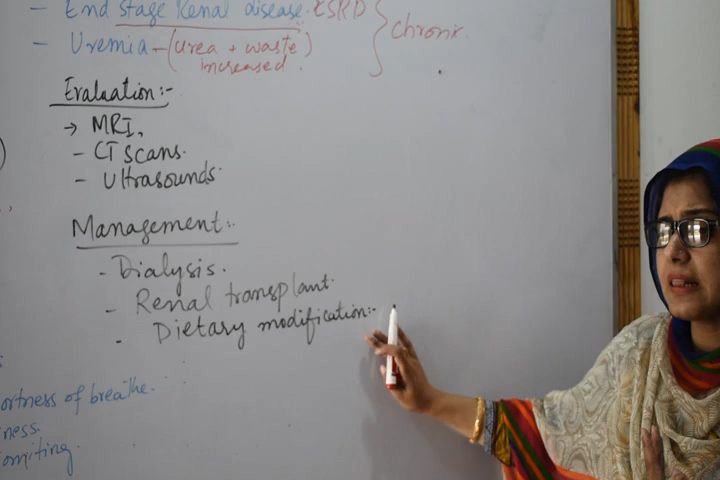 - End Stage Renal disease. ESRD
- Uremia - (urea + waste increased.)
chronic.
Evaluation:-
→ MRI,
- CT scans.
- Ultrasounds.
Management:-
- Dialysis.
- Renal transplant.
- Dietary modification:-
ortness of breathe.
ness.
omiting.